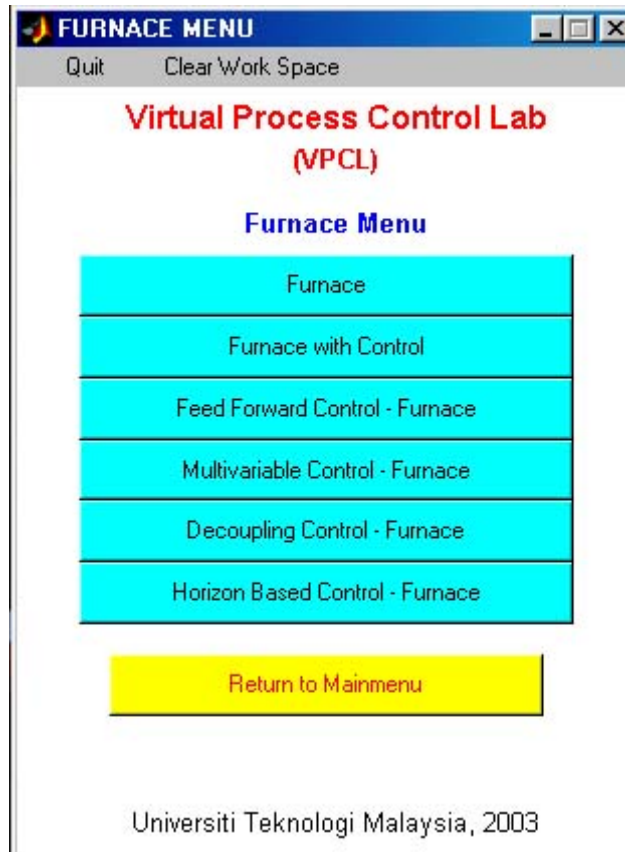 FURNACE MENU
Quit Clear Work Space
Virtual Process Control Lab
(VPCL)
Furnace Menu
Furnace
Furnace with Control
Feed Forward Control - Furnace
Multivariable Control - Furnace
Decoupling Control - Furnace
Horizon Based Control - Furnace
Return to Mainmenu
Universiti Teknologi Malaysia, 2003